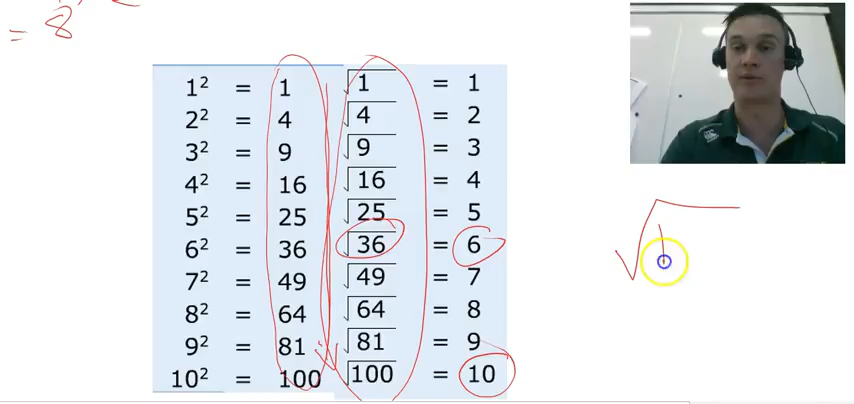 = 8
1² = 1 √1 = 1
2² = 4 √4 = 2
3² = 9 √9 = 3
4² = 16 √16 = 4
5² = 25 √25 = 5
6² = 36 √36 = 6
7² = 49 √49 = 7
8² = 64 √64 = 8
9² = 81 √81 = 9
10² = 100 √100 = 10
√1